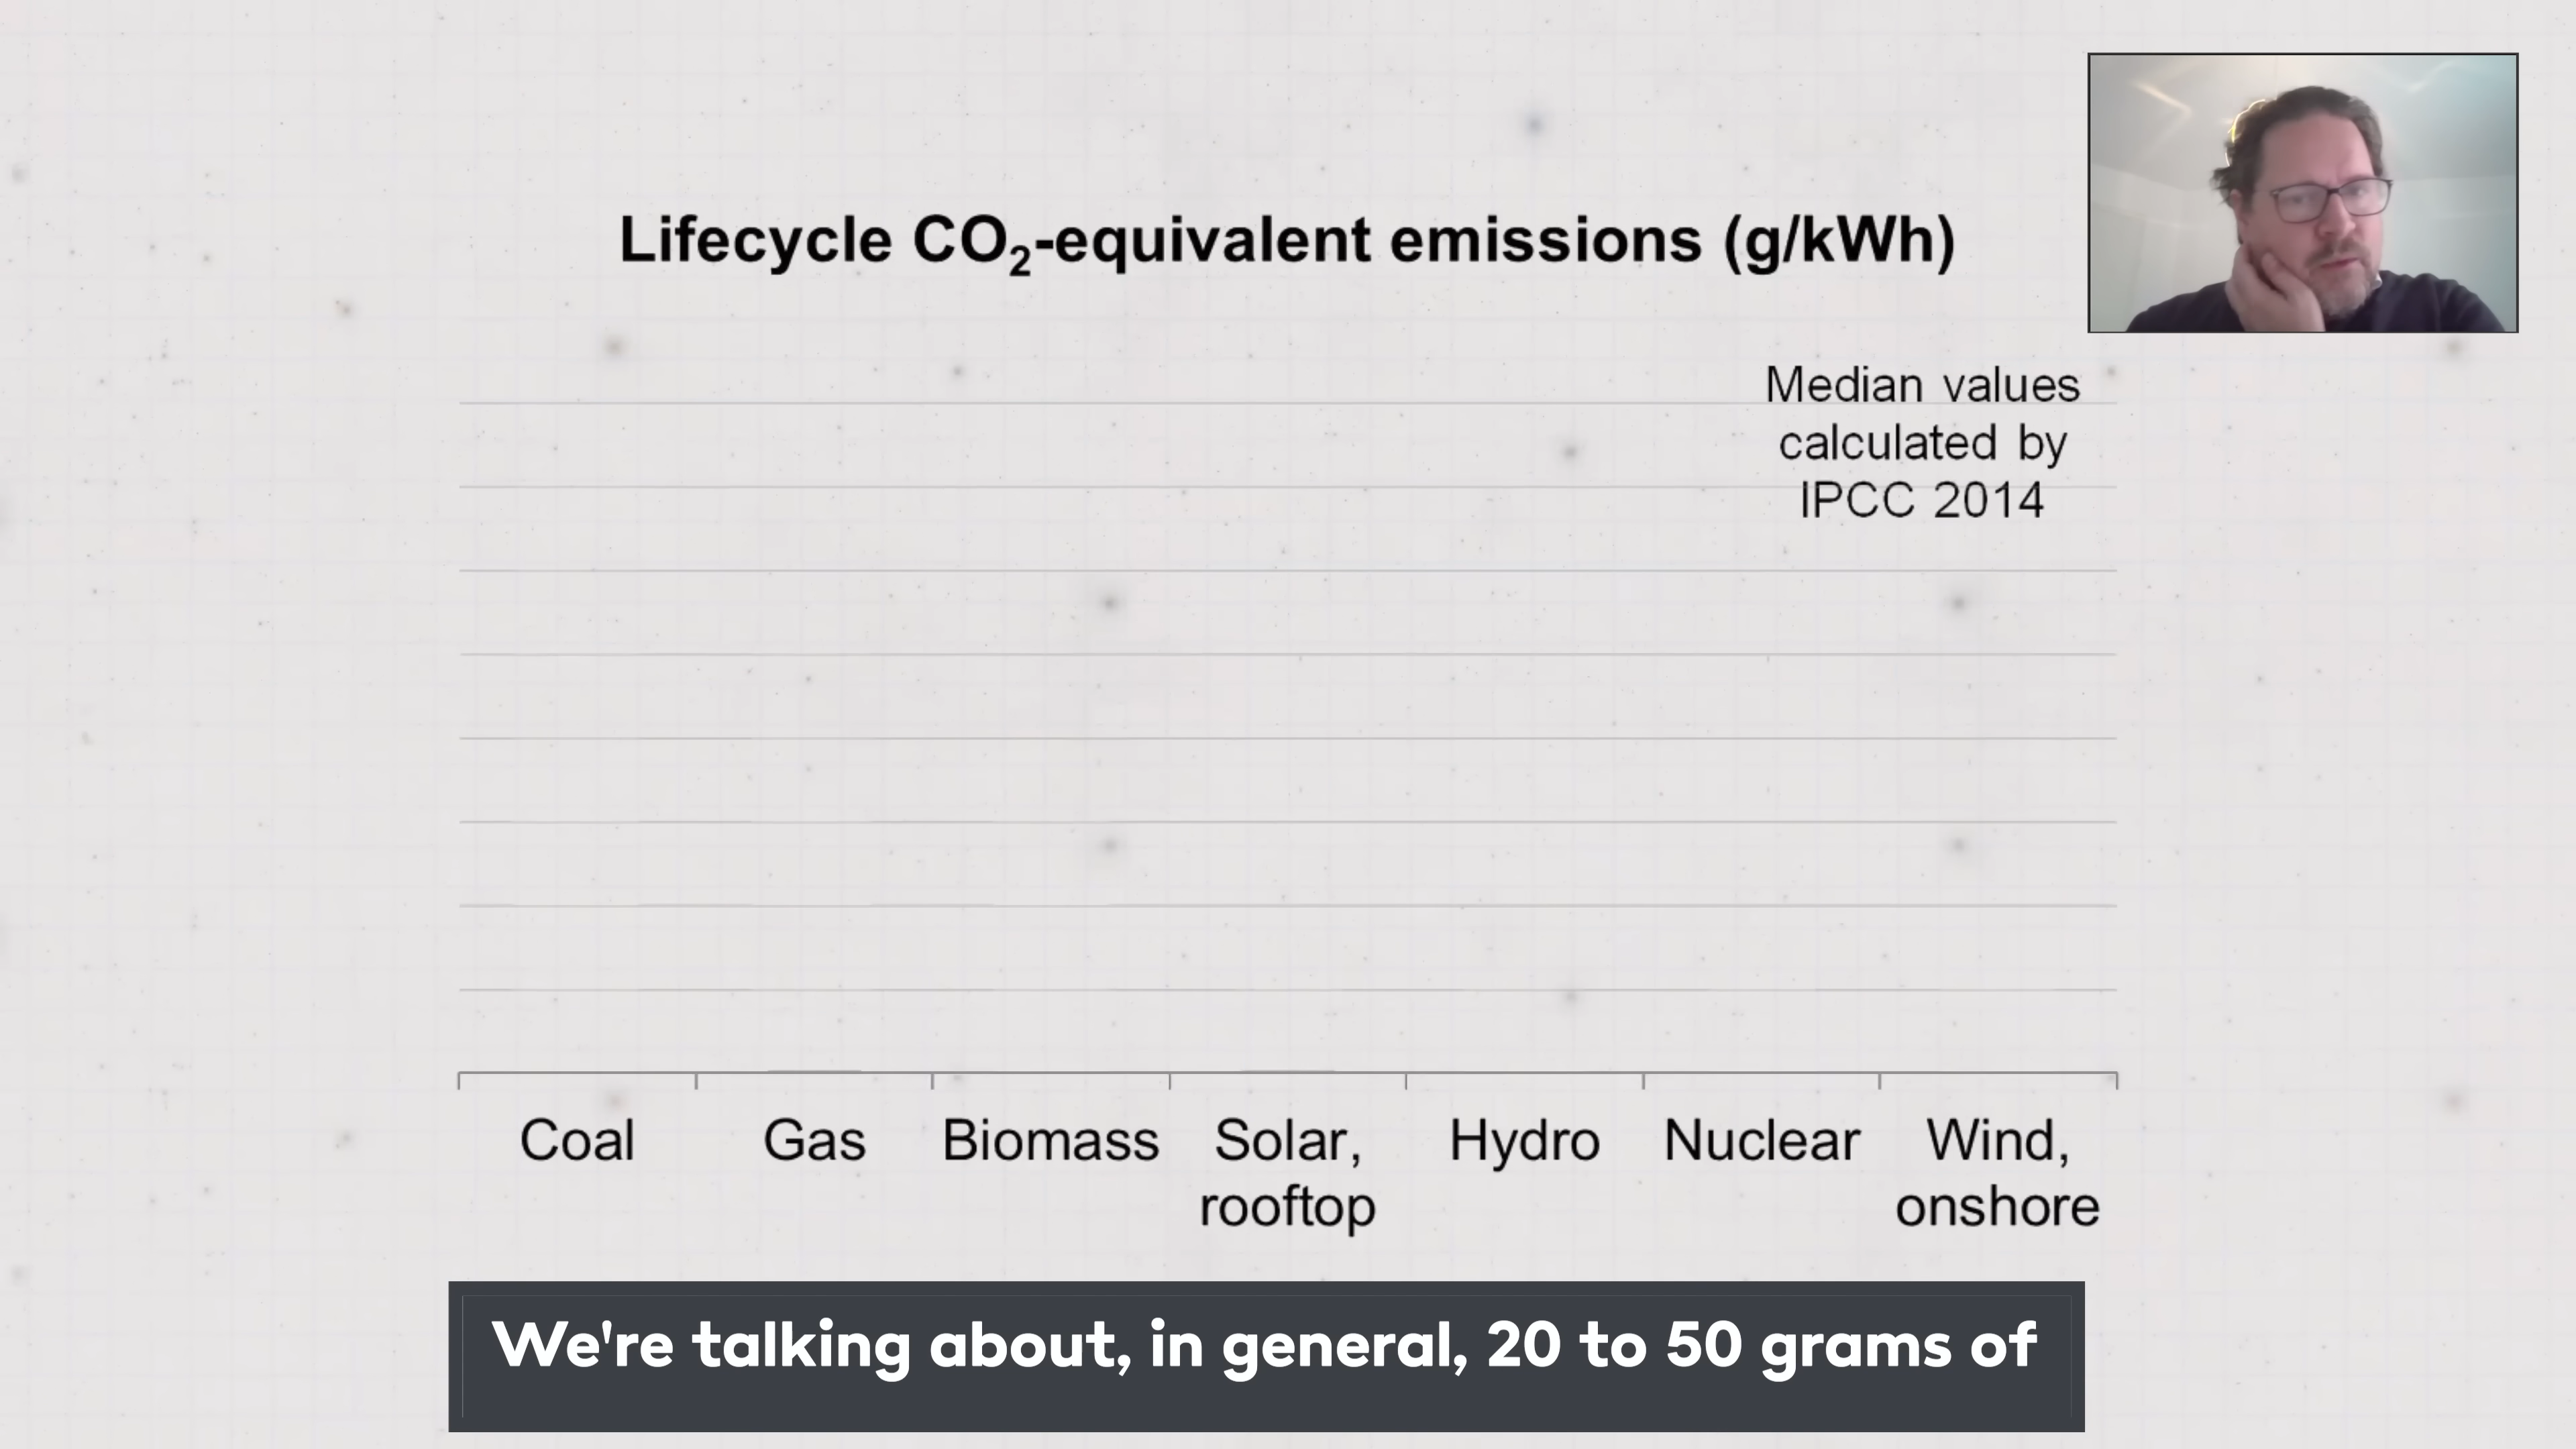 Lifecycle CO₂-equivalent emissions (g/kWh)
Median values
calculated by
IPCC 2014
Coal
Gas
Biomass
Solar,
rooftop
Hydro
Nuclear
Wind,
onshore
We're talking about, in general, 20 to 50 grams of